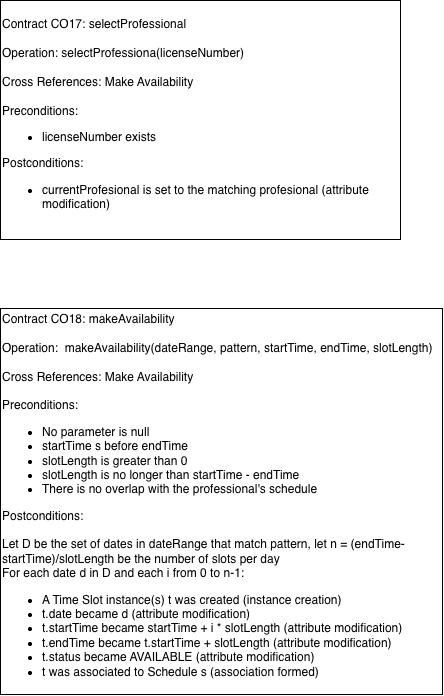 Contract CO17: selectProfessional
Operation: selectProfessiona(licenseNumber)
Cross References: Make Availability
Preconditions:
• licenseNumber exists
Postconditions:
• currentProfesional is set to the matching profesional (attribute
modification)
Contract CO18: makeAvailability
Operation:  makeAvailability(dateRange, pattern, startTime, endTime, slotLength)
Cross References: Make Availability
Preconditions:
• No parameter is null
• startTime s before endTime
• slotLength is greater than 0
• slotLength is no longer than startTime - endTime
• There is no overlap with the professional's schedule
Postconditions:
Let D be the set of dates in dateRange that match pattern, let n = (endTime-
startTime)/slotLength be the number of slots per day
For each date d in D and each i from 0 to n-1:
• A Time Slot instance(s) t was created (instance creation)
• t.date became d (attribute modification)
• t.startTime became startTime + i * slotLength (attribute modification)
• t.endTime became t.startTime + slotLength (attribute modification)
• t.status became AVAILABLE (attribute modification)
• t was associated to Schedule s (association formed)